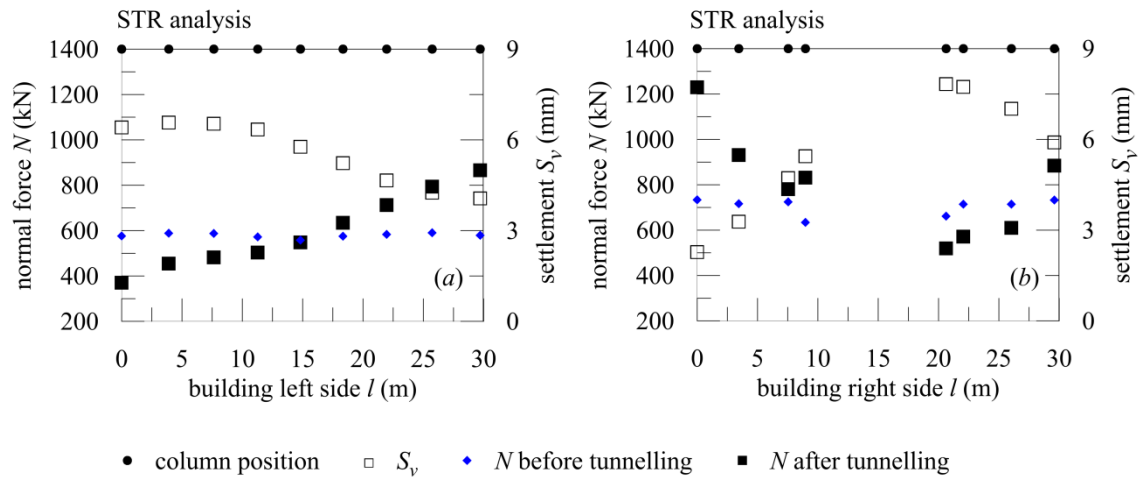 STR analysis
1400
1200
1000
800
600
400
200
normal force N (kN)
9
6
3
0
settlement Sv (mm)
(a)
0 5 10 15 20 25 30
building left side l (m)
STR analysis
1400
1200
1000
800
600
400
200
normal force N (kN)
9
6
3
0
settlement Sv (mm)
(b)
0 5 10 15 20 25 30
building right side l (m)
column position Sv N before tunnelling N after tunnelling